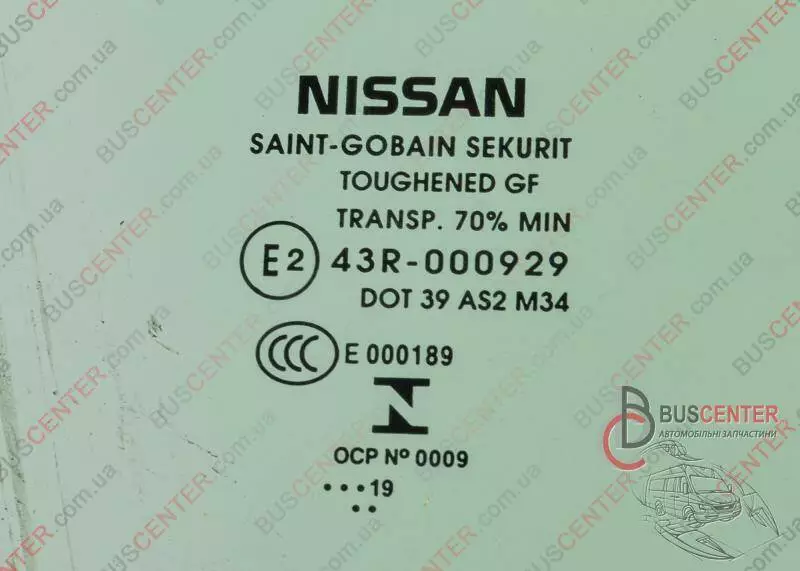 NISSAN
SAINT-GOBAIN SEKURIT
TOUGHENED GF
TRANSP. 70% MIN
E2 43R-000929
DOT 39 AS2 M34
CCC E 000189
OCP Nº 0009
•••19
••
BUSCENTER
АВТОМОБІЛЬНІ ЗАПЧАСТИНИ
BUSCENTER.com.ua